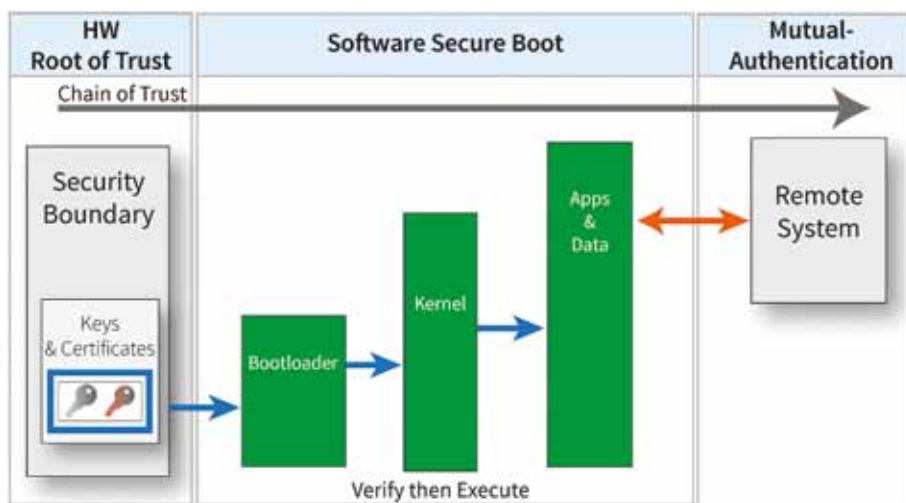 HW
Root of Trust
Software Secure Boot
Mutual-
Authentication
Chain of Trust
Security
Boundary
Keys
& Certificates
Bootloader
Kernel
Apps
&
Data
Remote
System
Verify then Execute